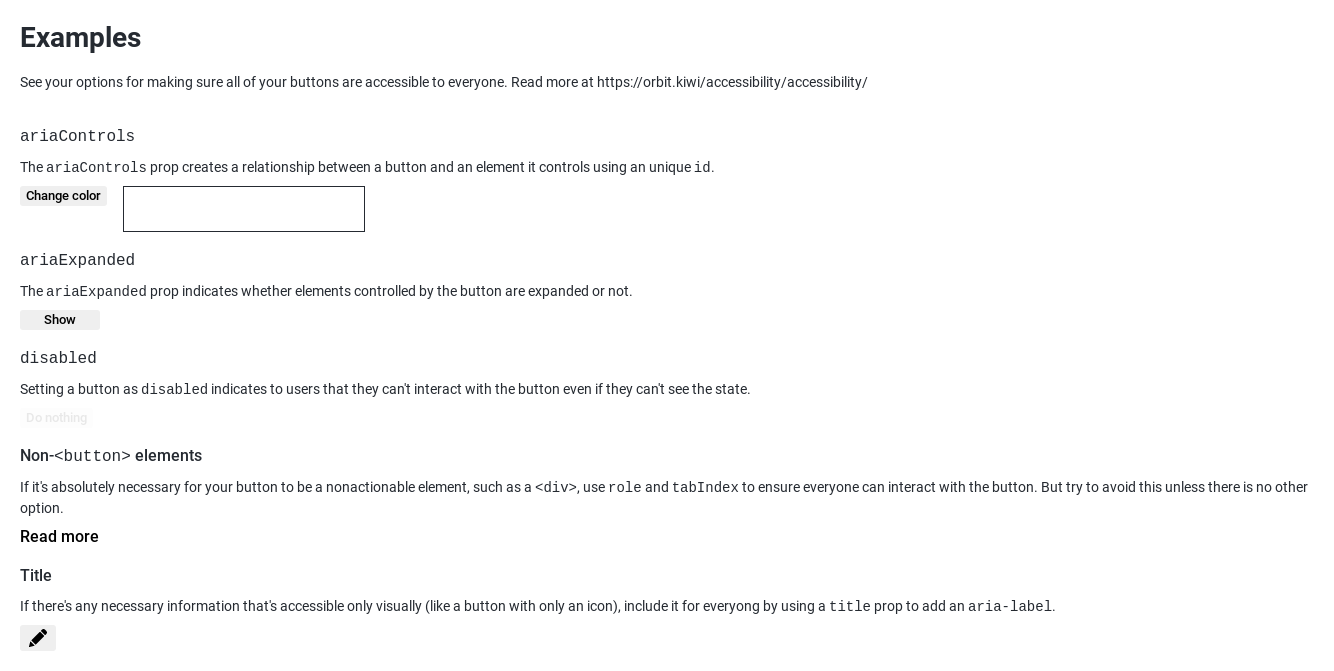 Examples
See your options for making sure all of your buttons are accessible to everyone. Read more at https://orbit.kiwi/accessibility/accessibility/
ariaControls
The ariaControls prop creates a relationship between a button and an element it controls using an unique id.
Change color
ariaExpanded
The ariaExpanded prop indicates whether elements controlled by the button are expanded or not.
Show
disabled
Setting a button as disabled indicates to users that they can't interact with the button even if they can't see the state.
Do nothing
Non-<button> elements
If it's absolutely necessary for your button to be a nonactionable element, such as a <div>, use role and tabIndex to ensure everyone can interact with the button. But try to avoid this unless there is no other
option.
Read more
Title
If there's any necessary information that's accessible only visually (like a button with only an icon), include it for everyong by using a title prop to add an aria-label.